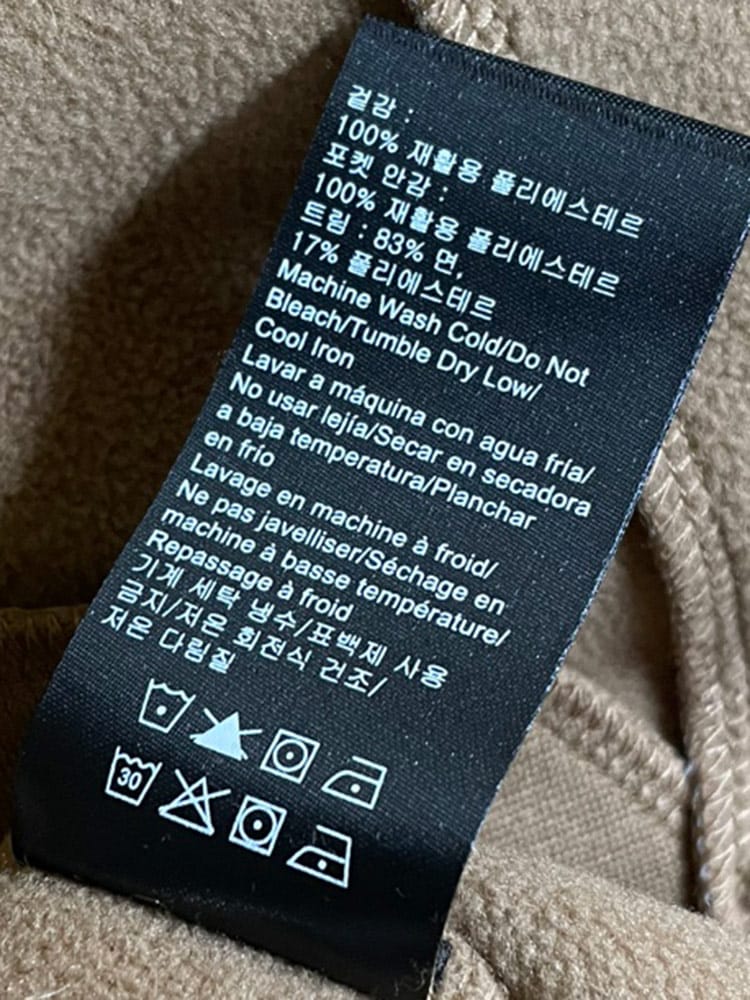 겉감 :
100% 재활용 폴리에스테르
포켓 안감 :
100% 재활용 폴리에스테르
트림 : 83% 면,
17% 폴리에스테르
Machine Wash Cold/Do Not
Bleach/Tumble Dry Low/
Cool Iron
Lavar a máquina con agua fría/
No usar lejía/Secar en secadora
a baja temperatura/Planchar
en frío
Lavage en machine à froid/
Ne pas javelliser/Séchage en
machine à basse température/
Repassage à froid
기계 세탁 냉수/표백제 사용
금지/저온 회전식 건조/
저온 다림질
30